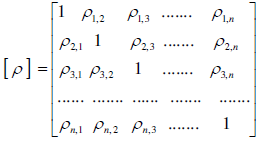 1 ρ1,2 ρ1,3 ....... ρ1,n
ρ2,1 1 ρ2,3 ....... ρ2,n
[ρ]= ρ3,1 ρ3,2 1 ....... ρ3,n
...... ....... ...... ....... .......
ρn,1 ρn,2 ρn,3 ....... 1